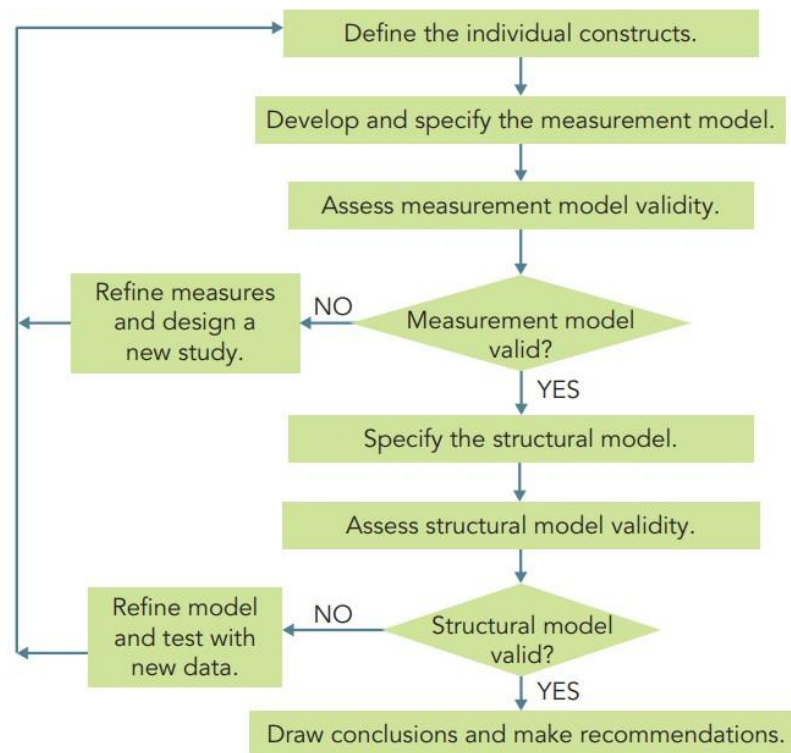 Define the individual constructs.
Develop and specify the measurement model.
Assess measurement model validity.
Refine measures
and design a
new study.
NO
Measurement model
valid?
YES
Specify the structural model.
Assess structural model validity.
Refine model
and test with
new data.
NO
Structural model
valid?
YES
Draw conclusions and make recommendations.